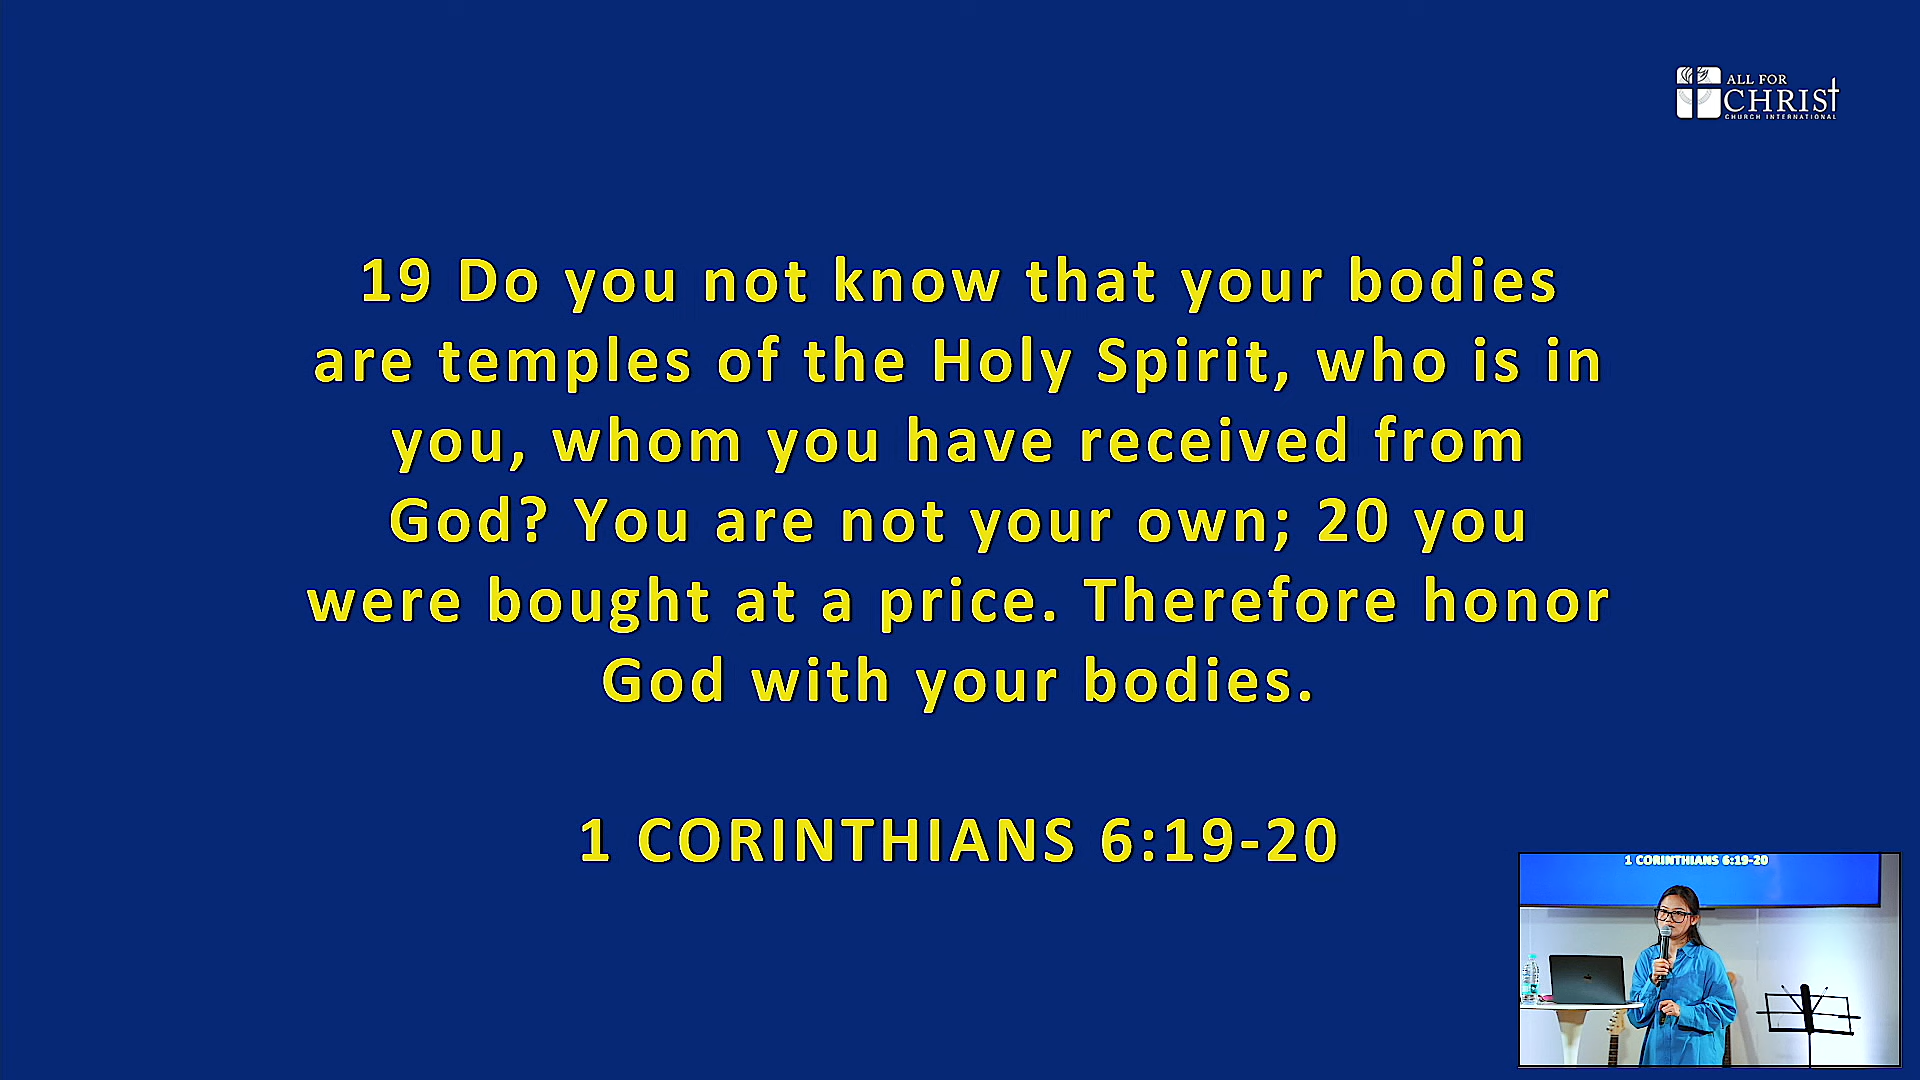 ALL FOR
CHRIST
CHURCH INTERNATIONAL
19 Do you not know that your bodies
are temples of the Holy Spirit, who is in
you, whom you have received from
God? You are not your own; 20 you
were bought at a price. Therefore honor
God with your bodies.
1 CORINTHIANS 6:19-20
1 CORINTHIANS 6:19-20